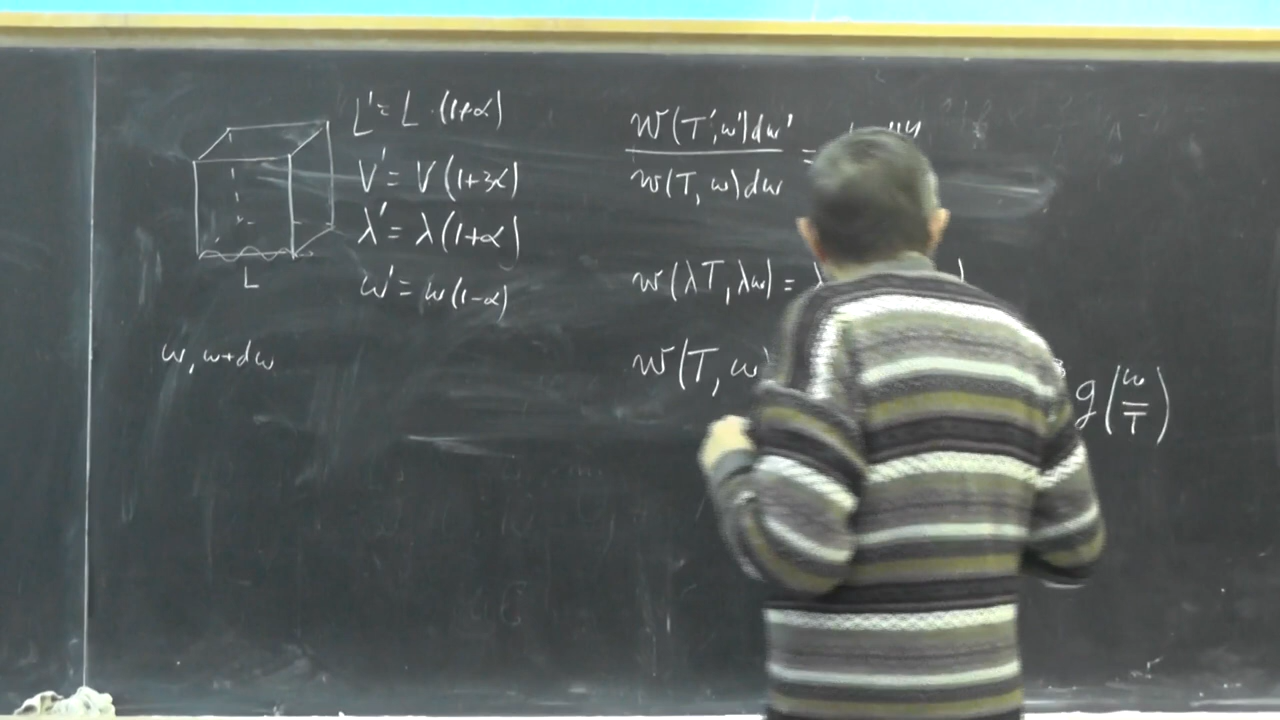 L' = L · (1+α)
V' = V (1+3α)
λ' = λ (1+α)
ω' = ω (1-α)
L
ω, ω+dω
w(T', ω')dω'
w(T, ω)dω
=
w(λT, λω) =
w(T, ω)
g(ω/T)